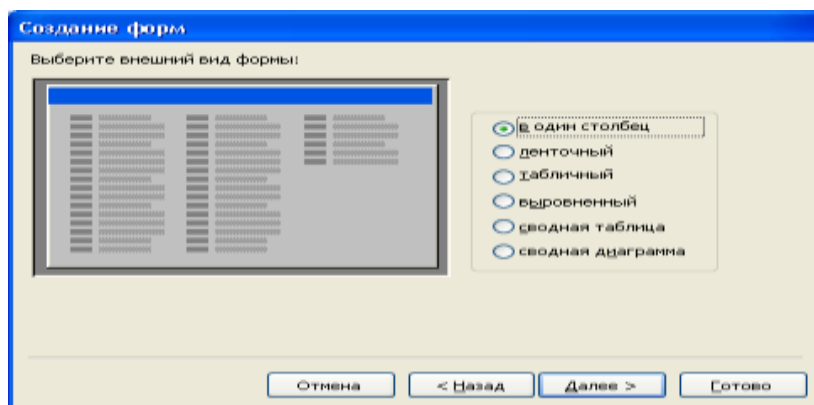 Создание форм
Выберите внешний вид формы:
в один столбец
ленточный
табличный
выровненный
сводная таблица
сводная диаграмма
Отмена
< Назад
Далее >
Готово